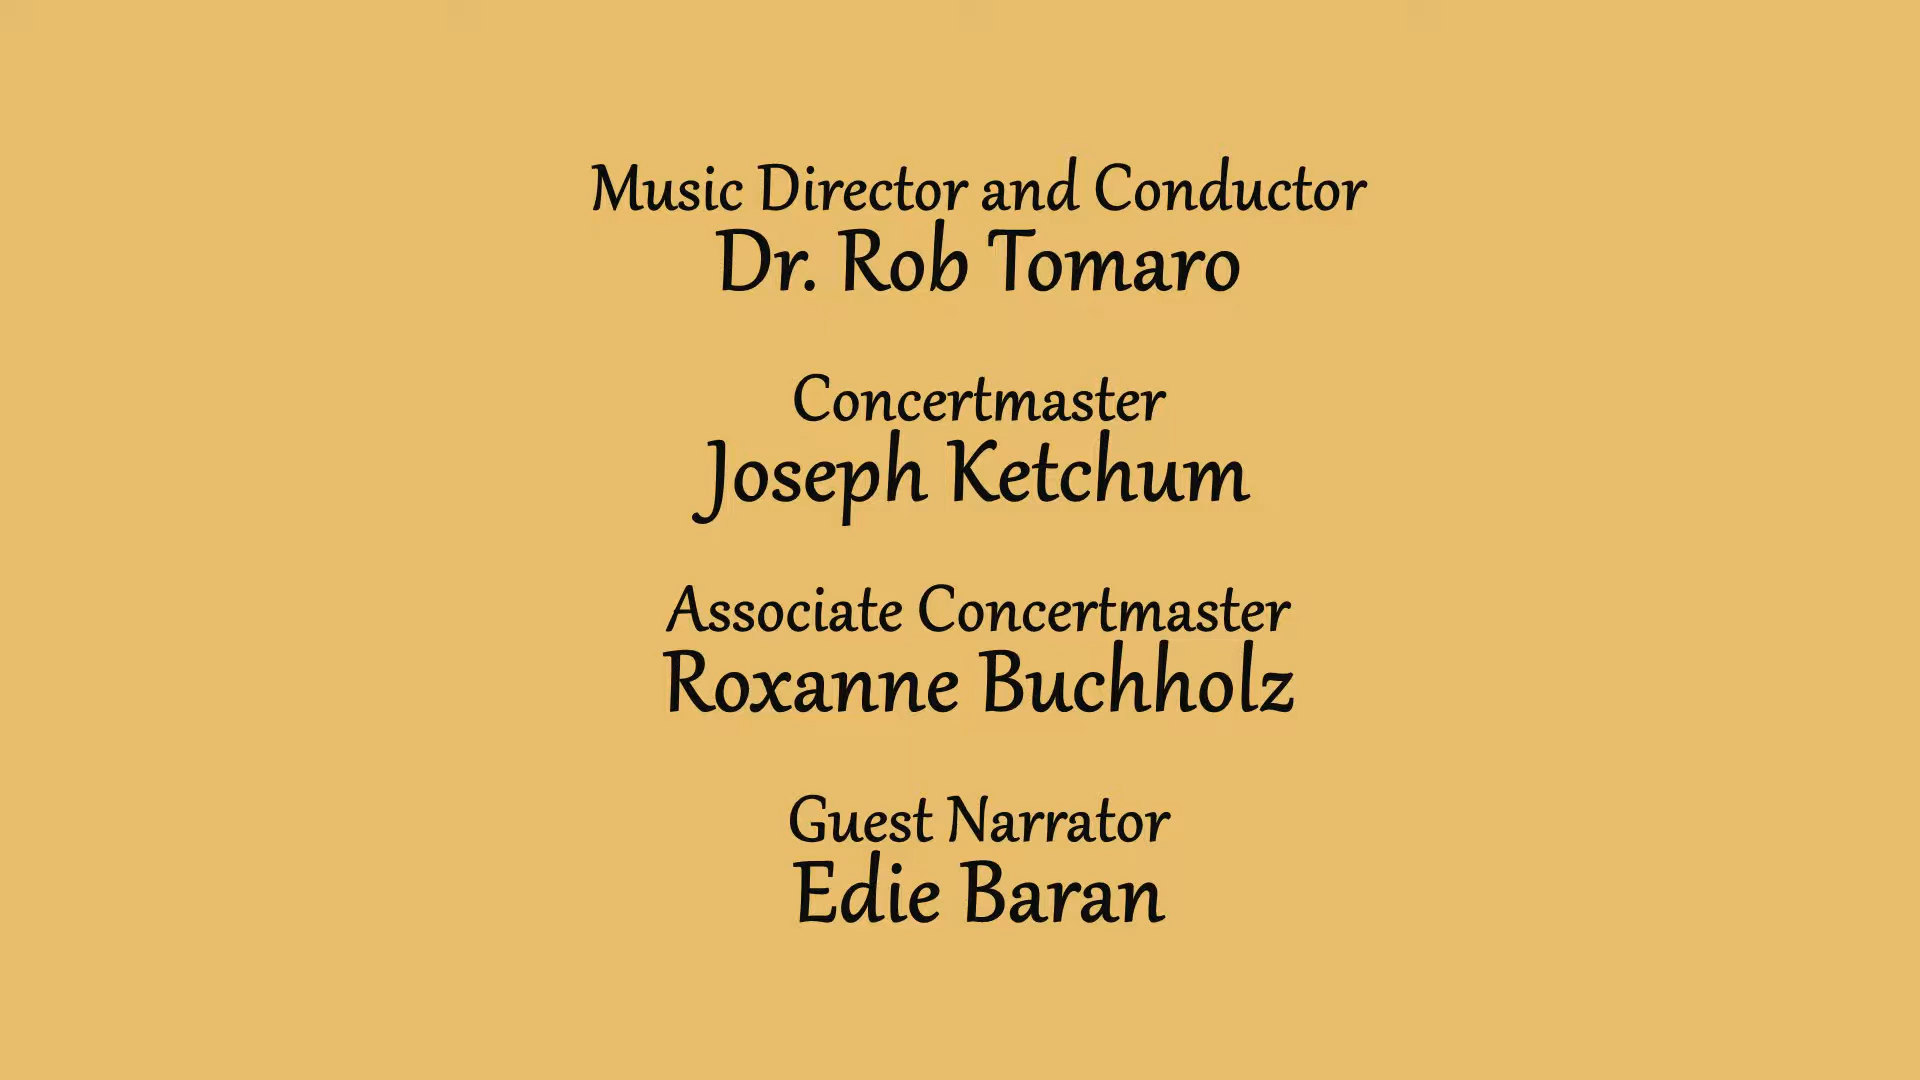 Music Director and Conductor
Dr. Rob Tomaro
Concertmaster
Joseph Ketchum
Associate Concertmaster
Roxanne Buchholz
Guest Narrator
Edie Baran